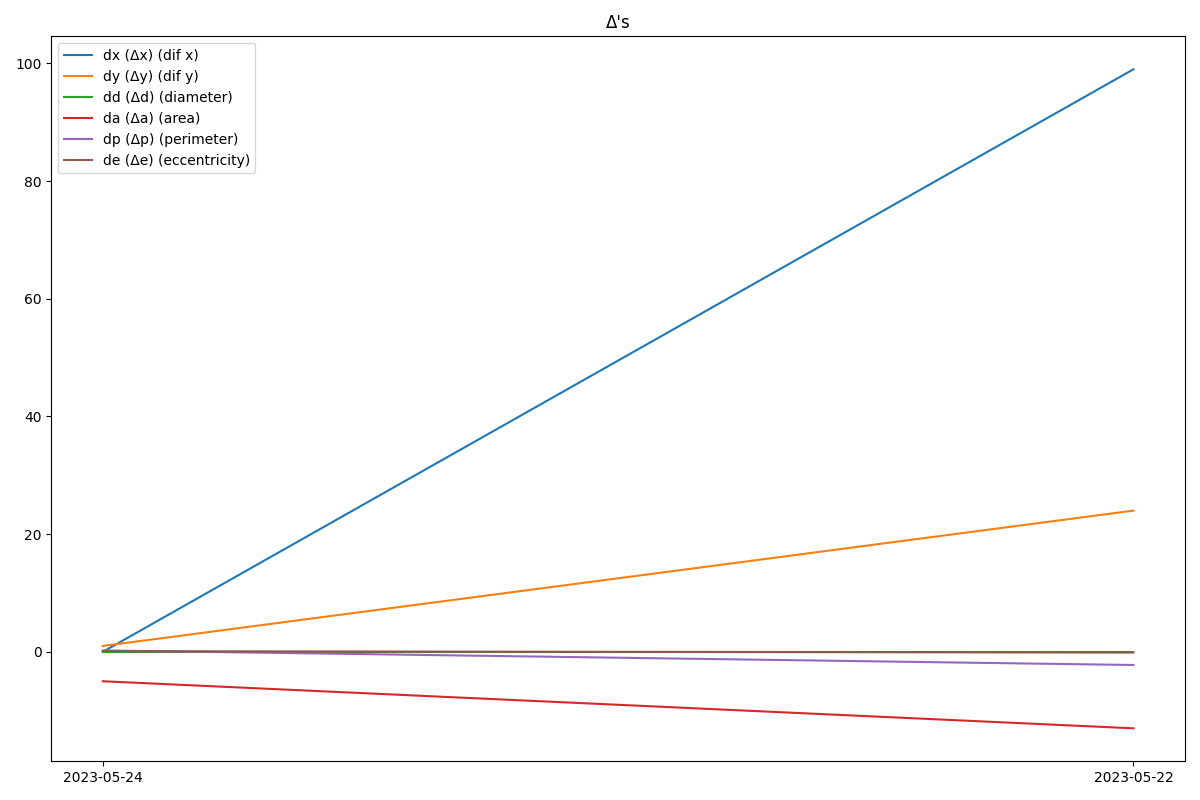 Δ's
dx (Δx) (dif x)
dy (Δy) (dif y)
dd (Δd) (diameter)
da (Δa) (area)
dp (Δp) (perimeter)
de (Δe) (eccentricity)
100
80
60
40
20
0
2023-05-24
2023-05-22